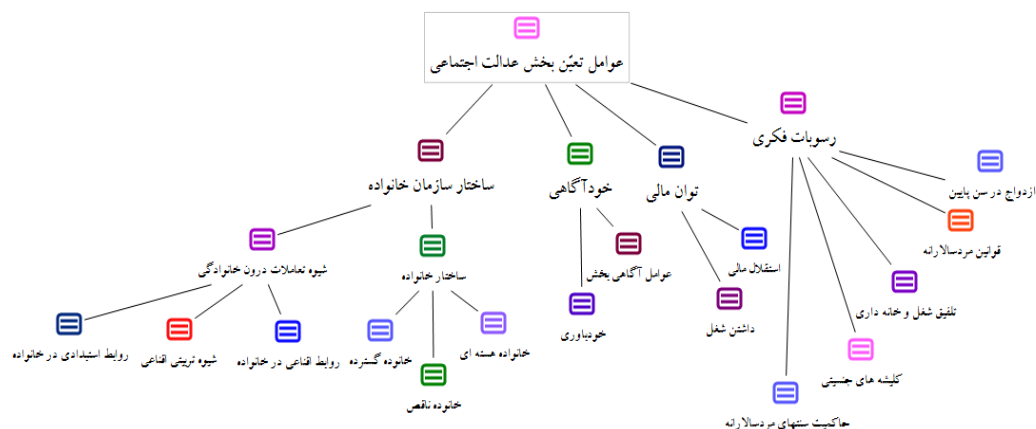 عوامل تعیّن بخش عدالت اجتماعی
رسوبات فکری
توان مالی
خودآگاهی
ساختار سازمان خانواده
ازدواج در سن پایین
قوانین مردسالارانه
تلفیق شغل و خانه داری
کلیشه های جنسیتی
حاکمیت سنتهای مردسالارانه
استقلال مالی
داشتن شغل
عوامل آگاهی بخش
خودباوری
ساختار خانواده
شیوه تعاملات درون خانوادگی
خانواده هسته ای
خانوده ناقص
خانوده گسترده
روابط اقناعی در خانواده
شیوه تربیتی اقناعی
روابط استبدادی در خانواده